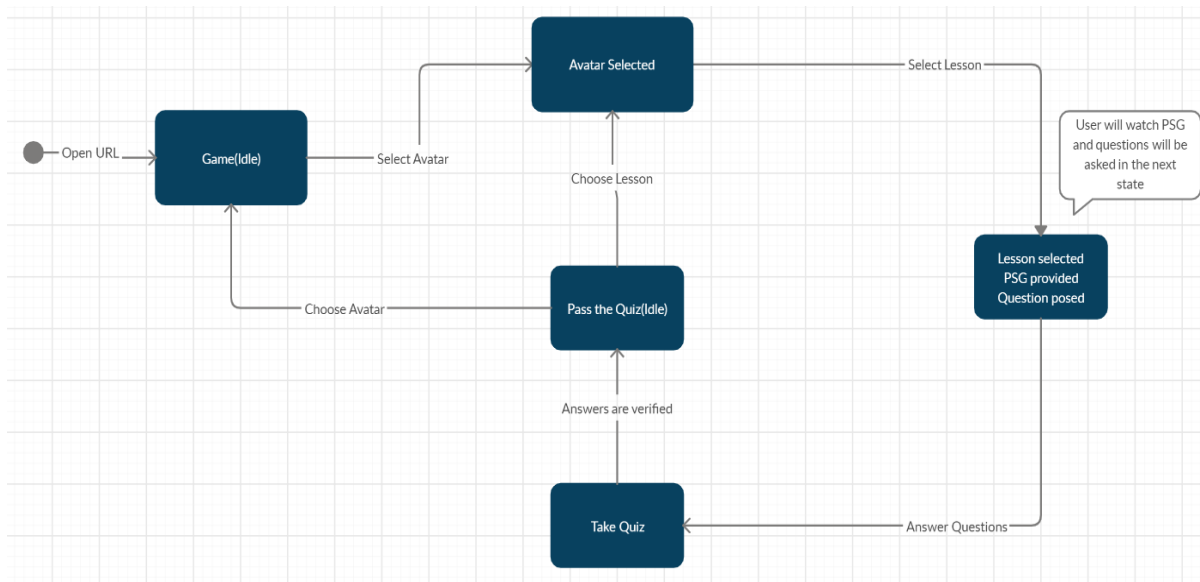 Avatar Selected
Select Lesson
User will watch PSG
and questions will be
asked in the next
state
Open URL
Game(Idle)
Select Avatar
Choose Lesson
Lesson selected
PSG provided
Question posed
Choose Avatar
Pass the Quiz(Idle)
Answers are verified
Take Quiz
Answer Questions